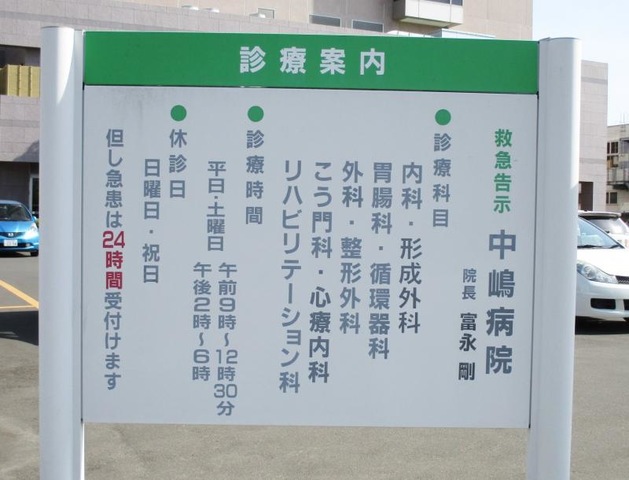 診療案内
救急告示
中嶋病院
院長 富永 剛
●診療科目
内科・形成外科
胃腸科・循環器科
外科・整形外科
こう門科・心療内科
リハビリテーション科
●診療時間
平日・土曜日 午前9時〜12時30分
午後2時〜6時
●休診日
日曜日・祝日
但し急患は24時間受付けます